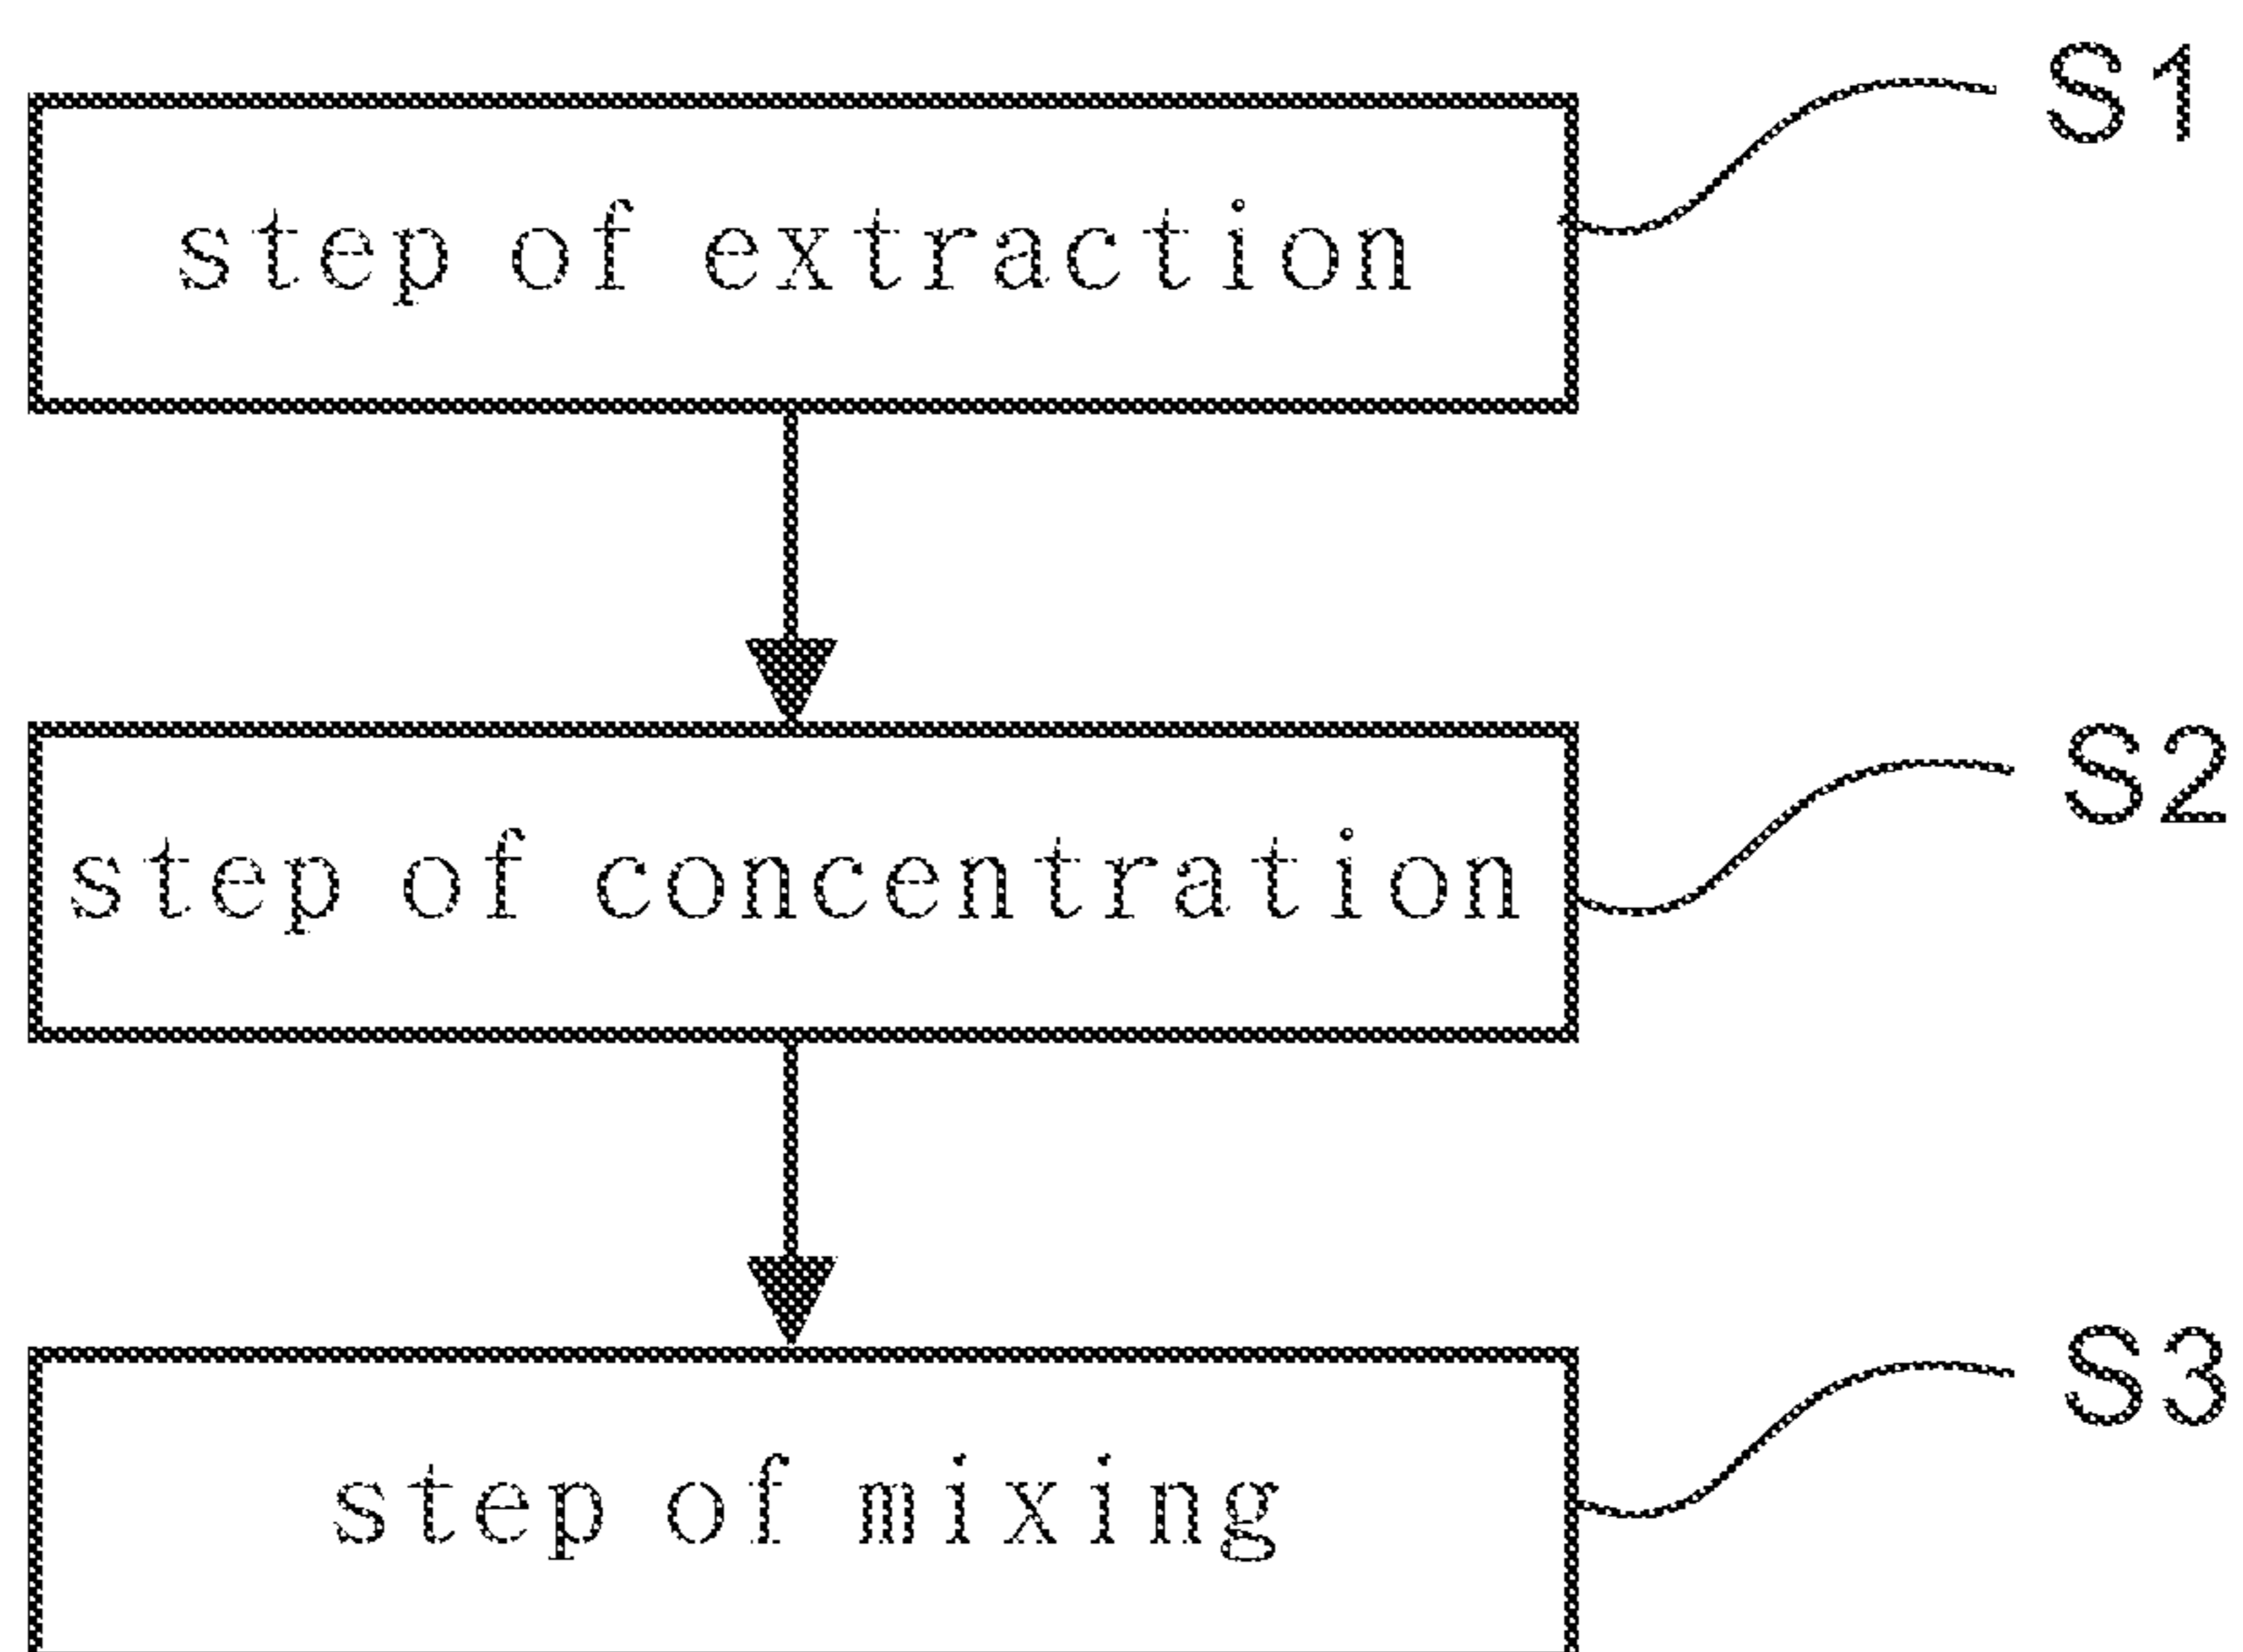 S1
step of extraction
S2
step of concentration
S3
step of mixing